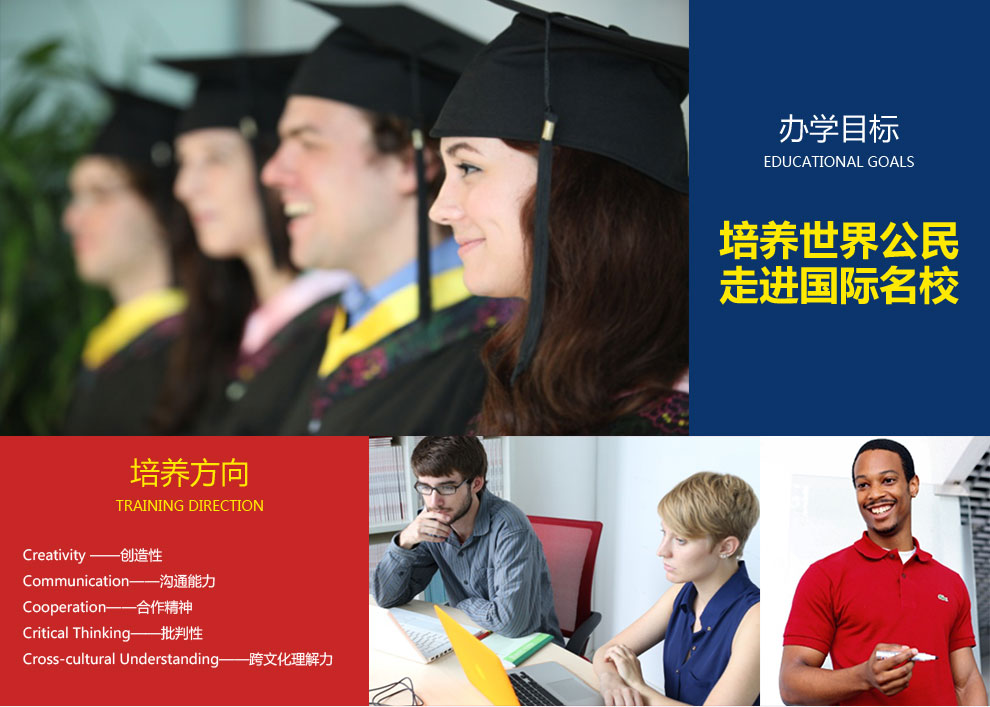 办学目标
EDUCATIONAL GOALS
培养世界公民
走进国际名校
培养方向
TRAINING DIRECTION
Creativity ——创造性
Communication——沟通能力
Cooperation——合作精神
Critical Thinking——批判性
Cross-cultural Understanding——跨文化理解力